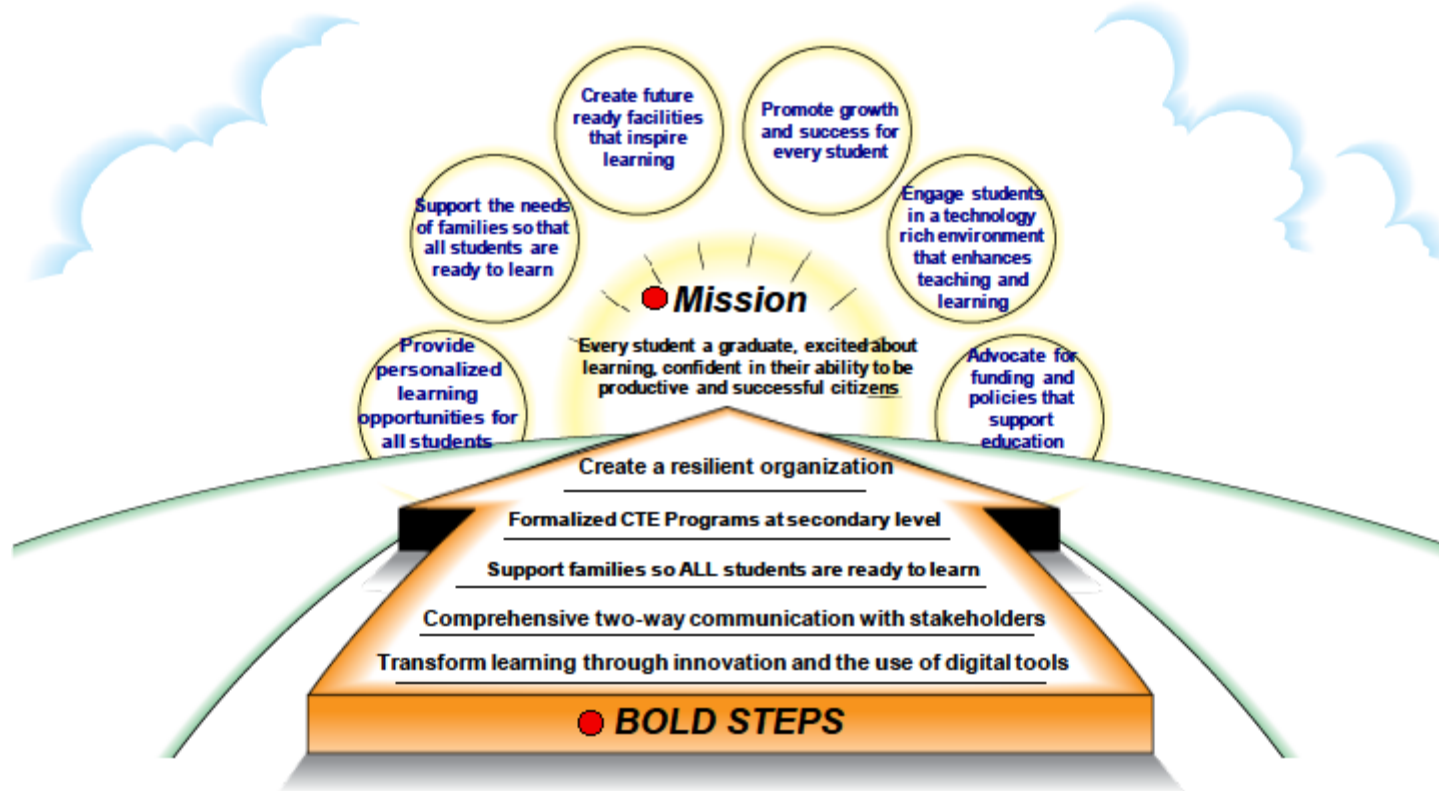 Create future
ready facilities
that inspire
learning
Promote growth
and success for
every student
Support the needs
of families so that
all students are
ready to learn
Engage students
in a technology
rich environment
that enhances
teaching and
learning
Provide
personalized
learning
opportunities for
all students
Advocate for
funding and
policies that
support
education
Mission
Every student a graduate, excited about
learning, confident in their ability to be
productive and successful citizens
Create a resilient organization
Formalized CTE Programs at secondary level
Support families so ALL students are ready to learn
Comprehensive two-way communication with stakeholders
Transform learning through innovation and the use of digital tools
BOLD STEPS